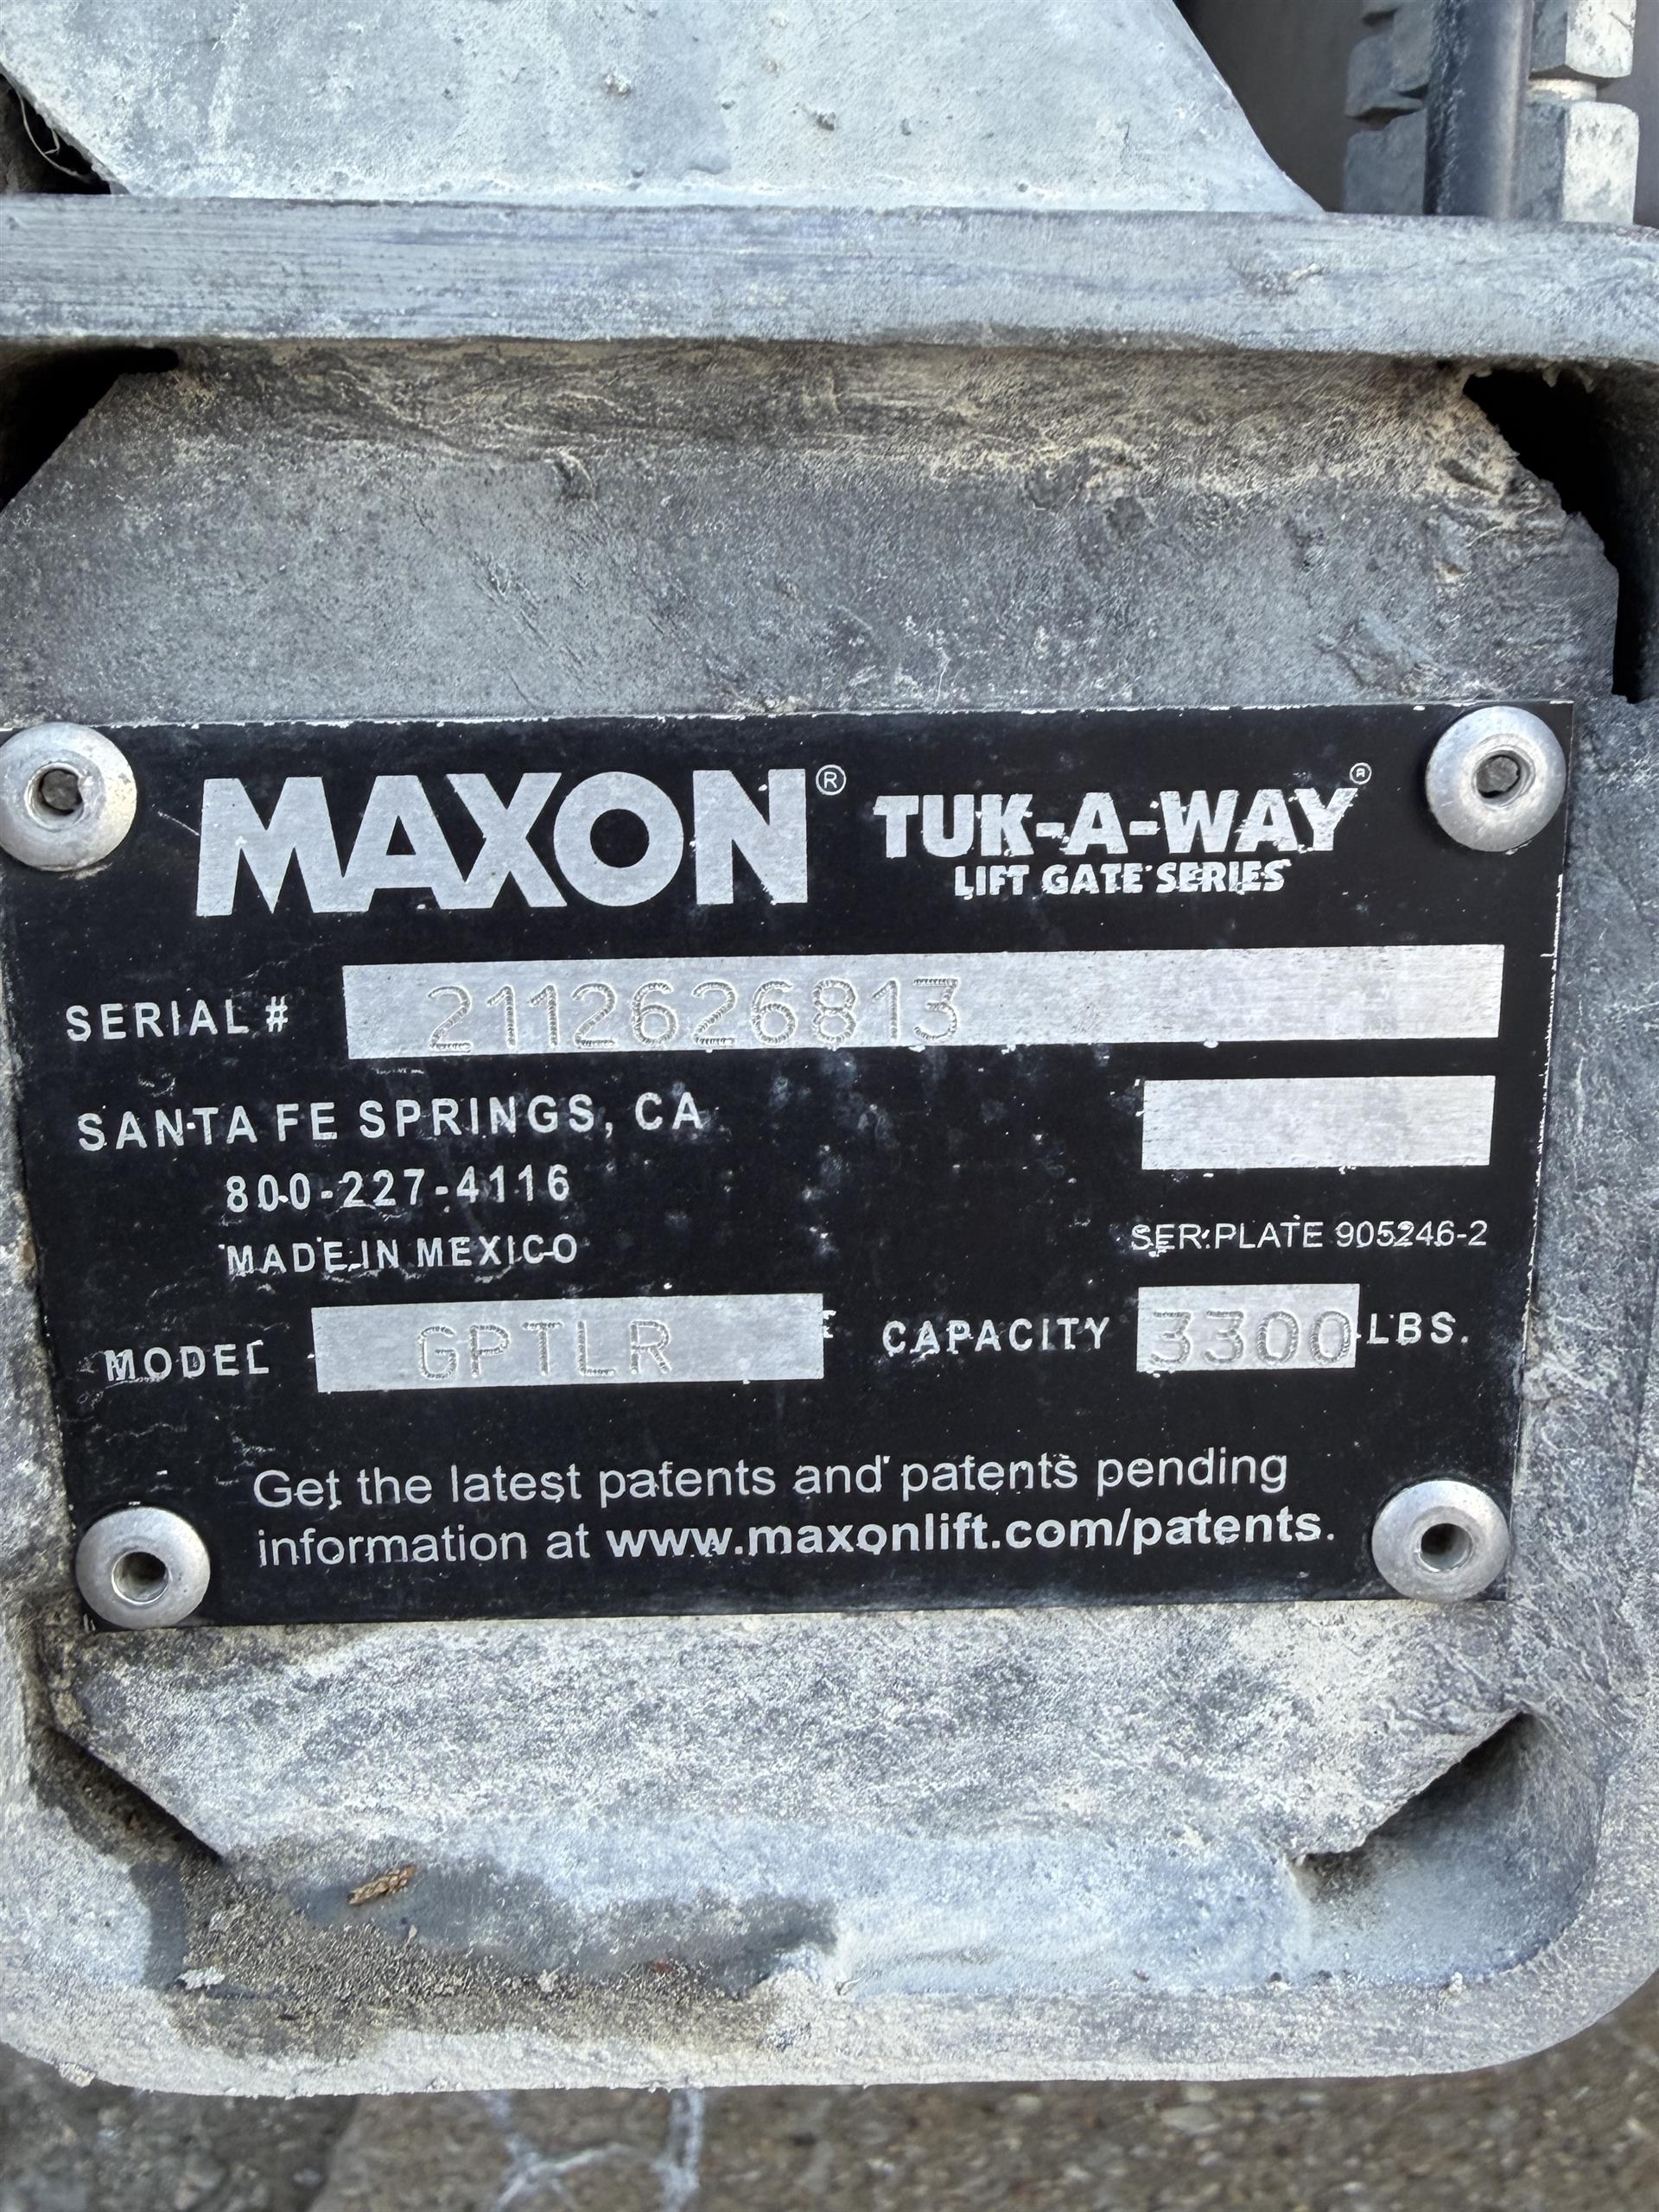 MAXON® TUK-A-WAY®
LIFT GATE SERIES
SERIAL # 2112626813
SANTA FE SPRINGS, CA
800-227-4116
MADE IN MEXICO
SER. PLATE 905246-2
MODEL GPTLR CAPACITY 3300 LBS.
Get the latest patents and patents pending
information at www.maxonlift.com/patents.